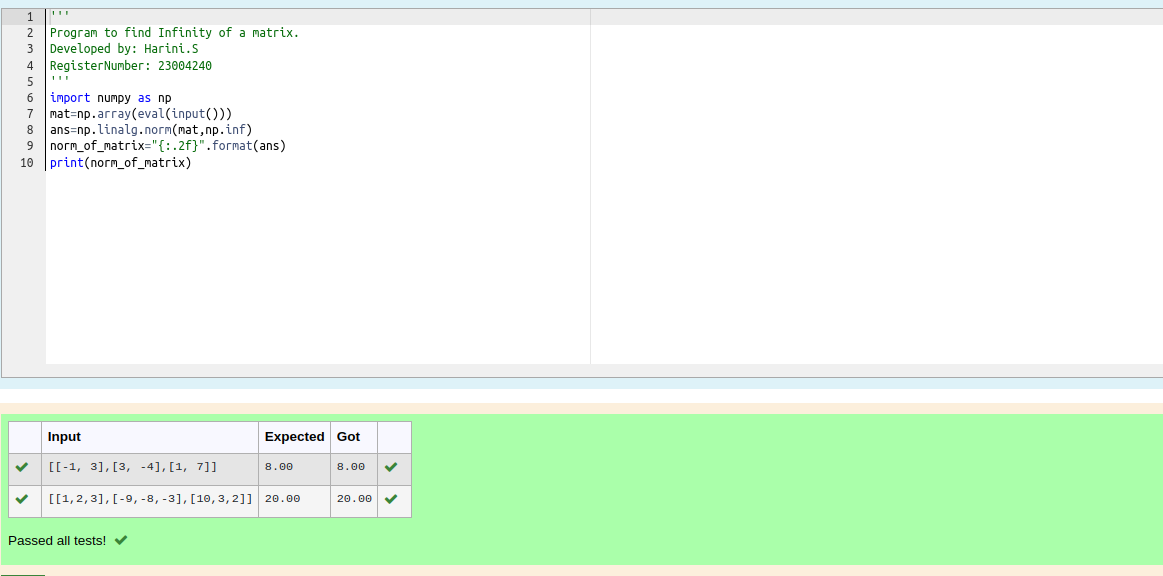 1 '''
2 Program to find Infinity of a matrix.
3 Developed by: Harini.S
4 RegisterNumber: 23004240
5 '''
6 import numpy as np
7 mat=np.array(eval(input()))
8 ans=np.linalg.norm(mat,np.inf)
9 norm_of_matrix="{:.2f}".format(ans)
10 print(norm_of_matrix)
Input Expected Got
[[-1, 3],[3, -4],[1, 7]] 8.00 8.00
[[1,2,3],[-9,-8,-3],[10,3,2]] 20.00 20.00
Passed all tests!